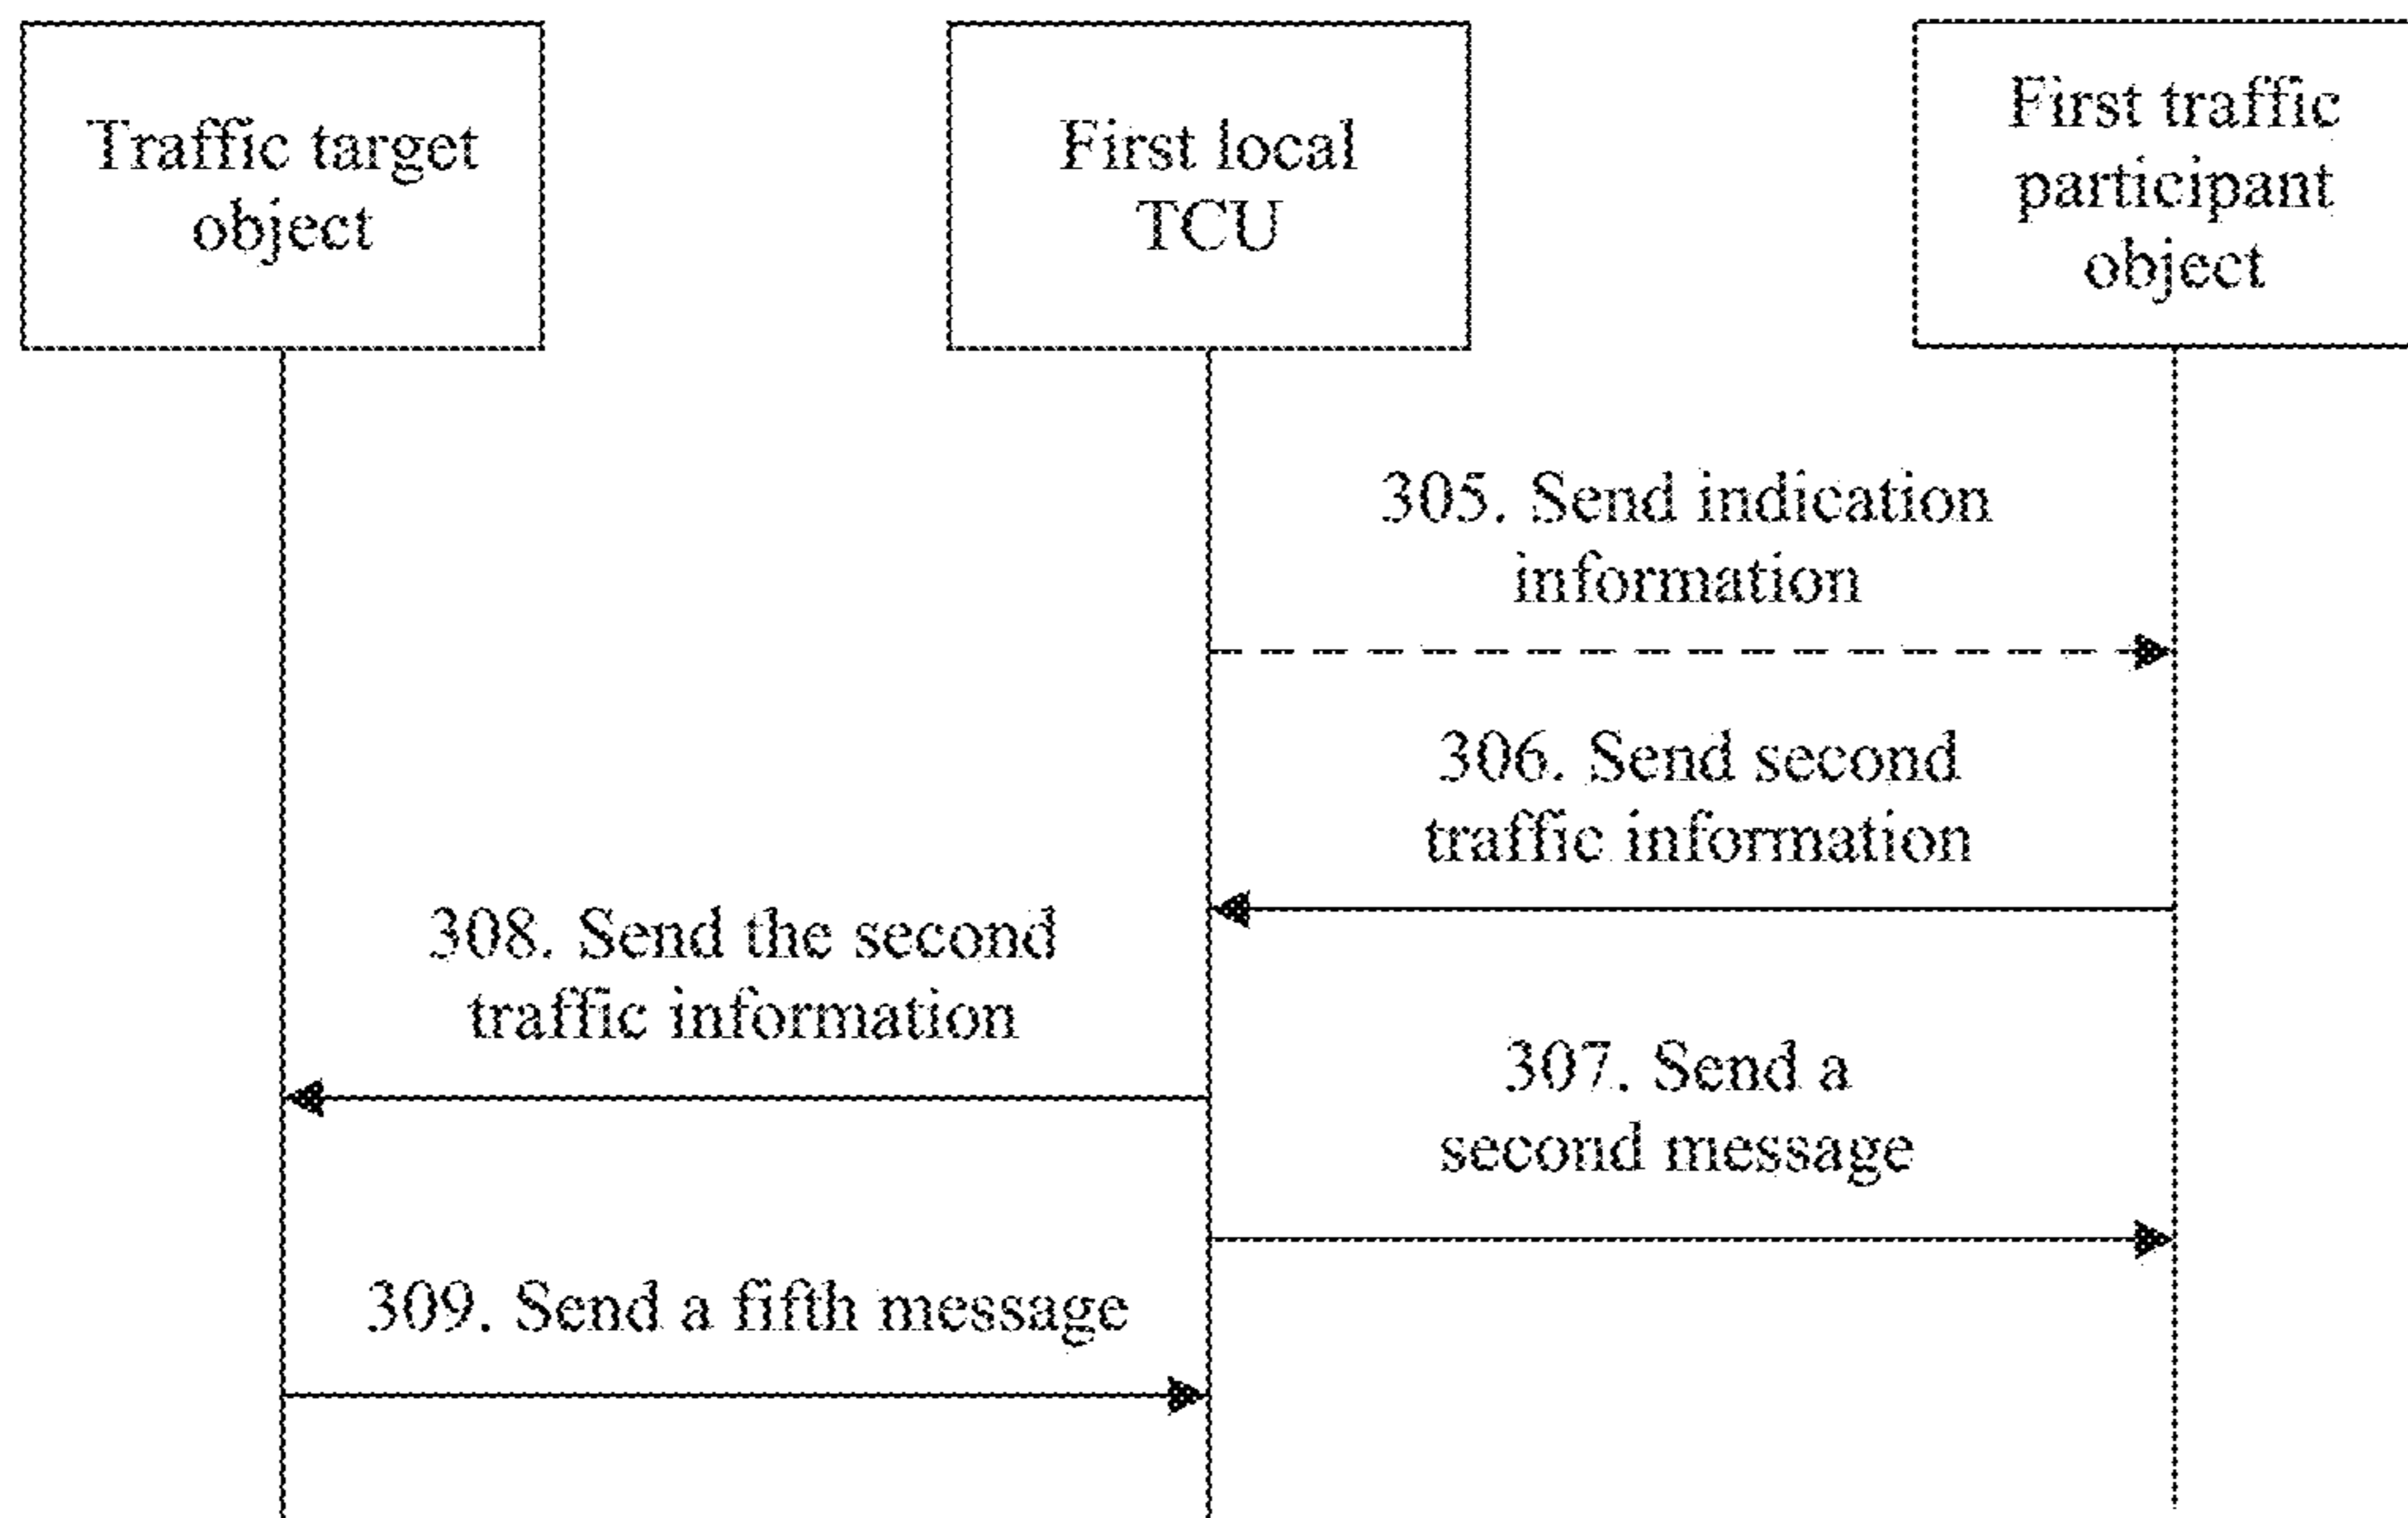 Traffic target
object
First local
TCU
First traffic
participant
object
305. Send indication
information
306. Send second
traffic information
308. Send the second
traffic information
307. Send a
second message
309. Send a fifth message